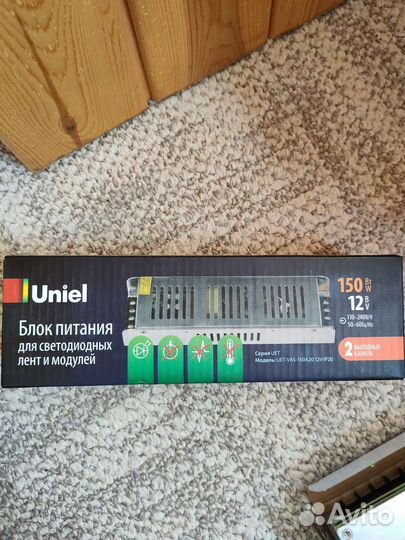 Uniel
Блок питания
для светодиодных
лент и модулей
150 Вт W
12 В V
110-240В/V
50-60Гц/Hz
Серия UET
Модель: UET-VAS-150A20 12V IP20
2 ВЫХОДНЫХ
КАНАЛА
Avito